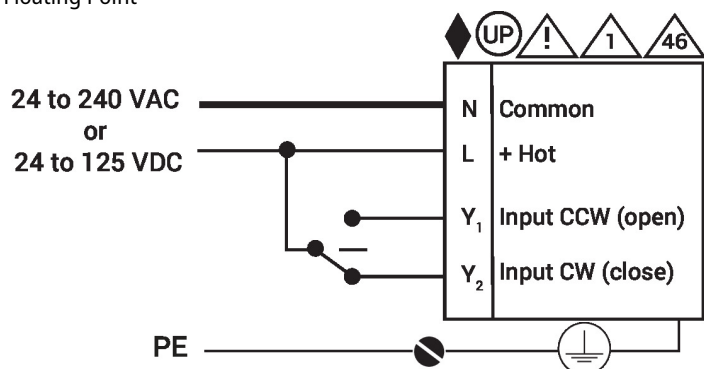 Floating Point
UP ! 1 46
24 to 240 VAC
or
24 to 125 VDC
N Common
L + Hot
Y1 Input CCW (open)
Y2 Input CW (close)
PE